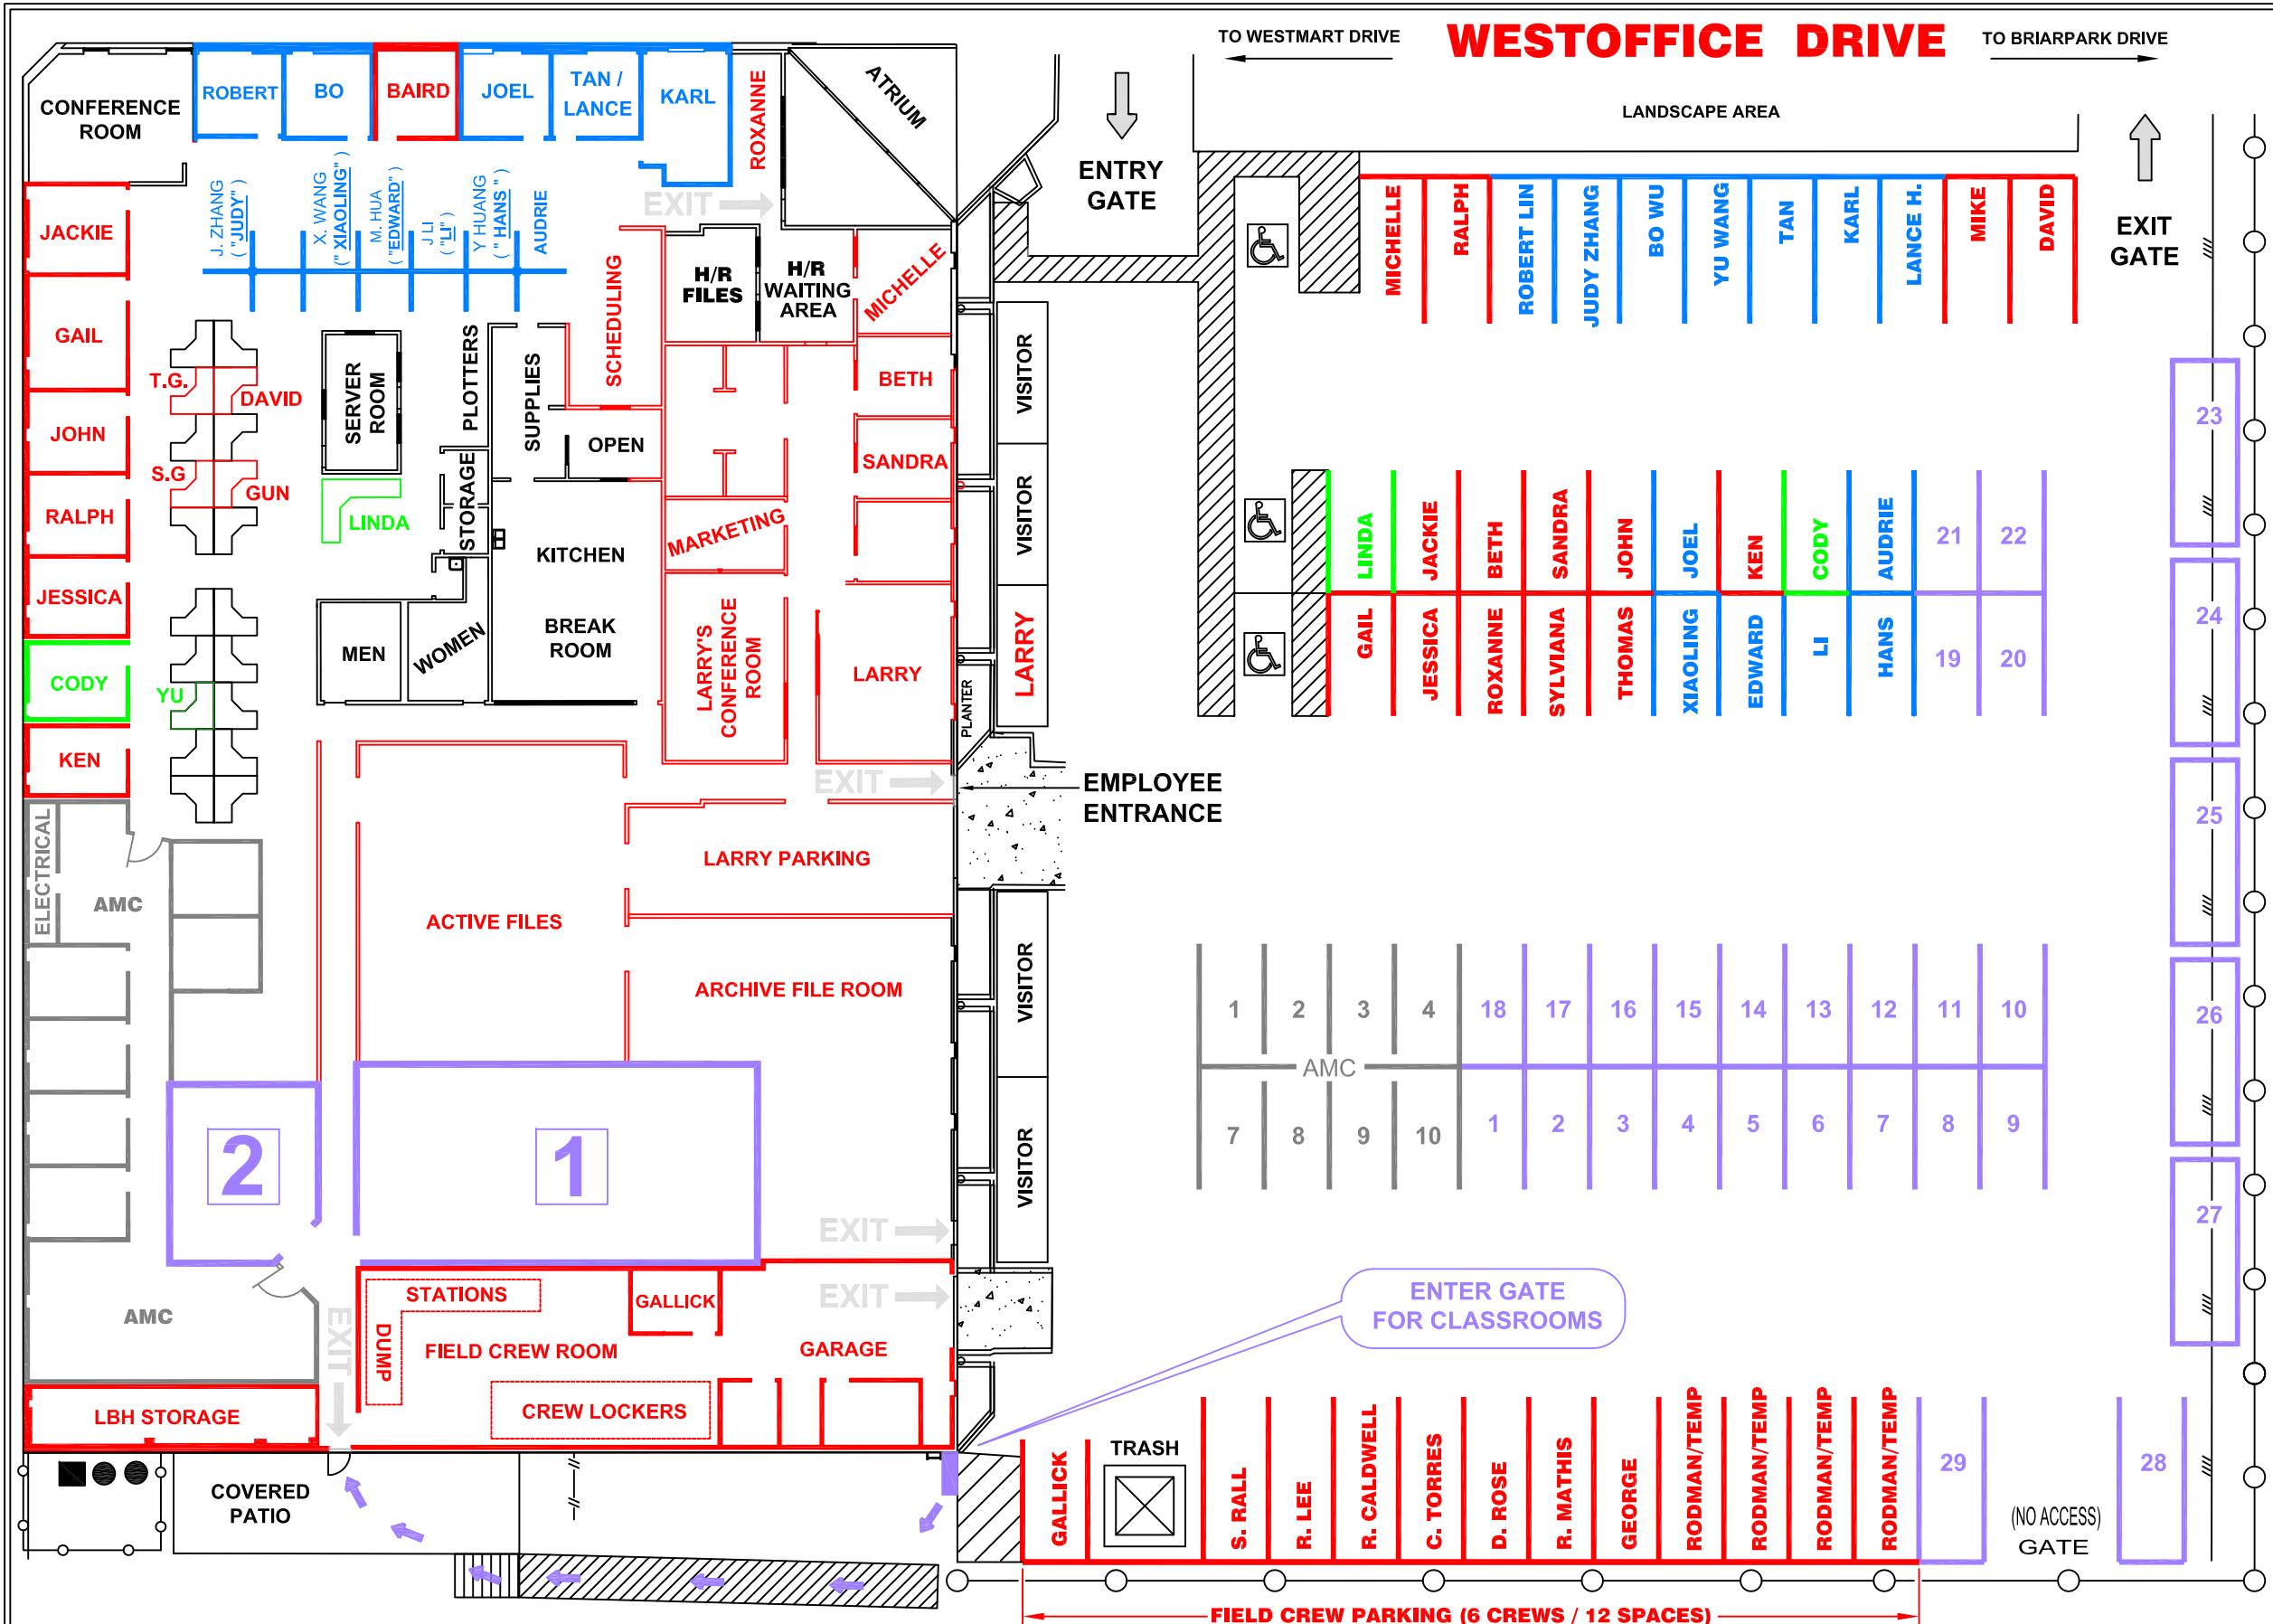 TO WESTMART DRIVE
WESTOFFICE DRIVE
TO BRIARPARK DRIVE
LANDSCAPE AREA
ENTRY
GATE
EXIT
GATE
CONFERENCE
ROOM
ROBERT
BO
BAIRD
JOEL
TAN /
LANCE
KARL
ROXANNE
ATRIUM
EXIT
J. ZHANG
("JUDY" )
X. WANG
(" XIAOLING" )
M. HUA
( "EDWARD" )
J LI
( "LI" )
Y HUANG
( " HANS " )
AUDRIE
JACKIE
GAIL
JOHN
RALPH
JESSICA
CODY
KEN
T.G.
DAVID
S.G
GUN
YU
SERVER
ROOM
LINDA
PLOTTERS
SUPPLIES
STORAGE
SCHEDULING
OPEN
H/R
FILES
H/R
WAITING
AREA
MICHELLE
BETH
SANDRA
MARKETING
KITCHEN
BREAK
ROOM
MEN
WOMEN
LARRY'S
CONFERENCE
ROOM
LARRY
PLANTER
VISITOR
VISITOR
LARRY
EXIT
EMPLOYEE
ENTRANCE
ELECTRICAL
AMC
LARRY PARKING
ACTIVE FILES
ARCHIVE FILE ROOM
VISITOR
VISITOR
2
1
EXIT
EXIT
AMC
EXIT
STATIONS
DUMP
GALLICK
FIELD CREW ROOM
GARAGE
CREW LOCKERS
LBH STORAGE
COVERED
PATIO
MICHELLE
RALPH
ROBERT LIN
JUDY ZHANG
BO WU
YU WANG
TAN
KARL
LANCE H.
MIKE
DAVID
LINDA
JACKIE
BETH
SANDRA
JOHN
JOEL
KEN
CODY
AUDRIE
21
22
GAIL
JESSICA
ROXANNE
SYLVIANA
THOMAS
XIAOLING
EDWARD
LI
HANS
19
20
23
24
25
26
27
1
2
3
4
18
17
16
15
14
13
12
11
10
AMC
7
8
9
10
1
2
3
4
5
6
7
8
9
ENTER GATE
FOR CLASSROOMS
GALLICK
TRASH
S. RALL
R. LEE
R. CALDWELL
C. TORRES
D. ROSE
R. MATHIS
GEORGE
RODMAN/TEMP
RODMAN/TEMP
RODMAN/TEMP
RODMAN/TEMP
29
28
(NO ACCESS)
GATE
FIELD CREW PARKING (6 CREWS / 12 SPACES)